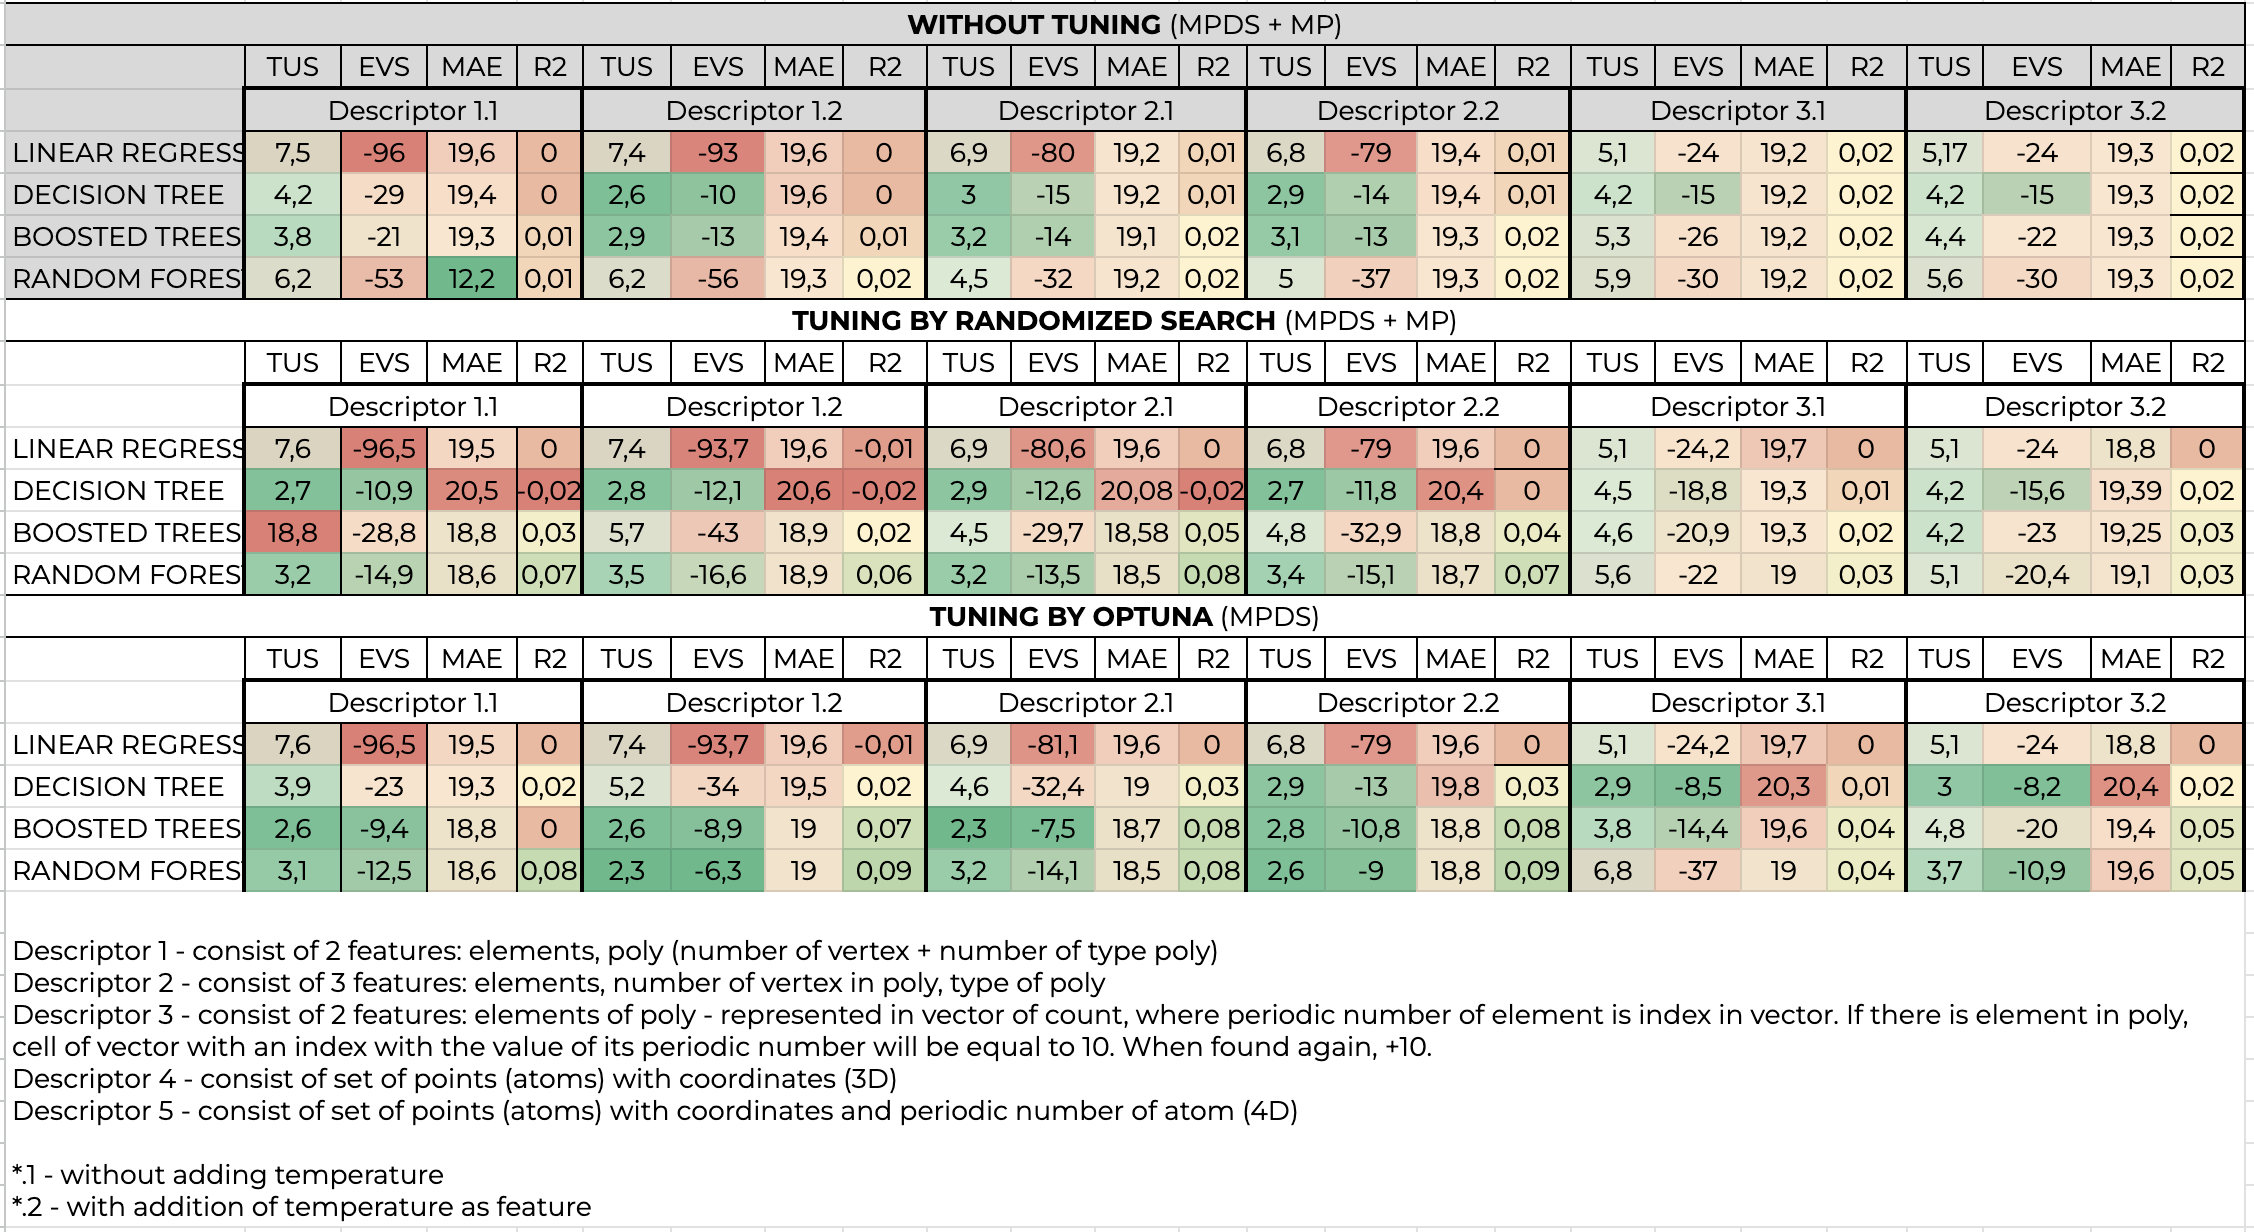 WITHOUT TUNING (MPDS + MP)
TUS EVS MAE R2 TUS EVS MAE R2 TUS EVS MAE R2 TUS EVS MAE R2 TUS EVS MAE R2 TUS EVS MAE R2
Descriptor 1.1 Descriptor 1.2 Descriptor 2.1 Descriptor 2.2 Descriptor 3.1 Descriptor 3.2
LINEAR REGRESS 7,5 -96 19,6 0 7,4 -93 19,6 0 6,9 -80 19,2 0,01 6,8 -79 19,4 0,01 5,1 -24 19,2 0,02 5,17 -24 19,3 0,02
DECISION TREE 4,2 -29 19,4 0 2,6 -10 19,6 0 3 -15 19,2 0,01 2,9 -14 19,4 0,01 4,2 -15 19,2 0,02 4,2 -15 19,3 0,02
BOOSTED TREES 3,8 -21 19,3 0,01 2,9 -13 19,4 0,01 3,2 -14 19,1 0,02 3,1 -13 19,3 0,02 5,3 -26 19,2 0,02 4,4 -22 19,3 0,02
RANDOM FORES 6,2 -53 12,2 0,01 6,2 -56 19,3 0,02 4,5 -32 19,2 0,02 5 -37 19,3 0,02 5,9 -30 19,2 0,02 5,6 -30 19,3 0,02
TUNING BY RANDOMIZED SEARCH (MPDS + MP)
TUS EVS MAE R2 TUS EVS MAE R2 TUS EVS MAE R2 TUS EVS MAE R2 TUS EVS MAE R2 TUS EVS MAE R2
Descriptor 1.1 Descriptor 1.2 Descriptor 2.1 Descriptor 2.2 Descriptor 3.1 Descriptor 3.2
LINEAR REGRESS 7,6 -96,5 19,5 0 7,4 -93,7 19,6 -0,01 6,9 -80,6 19,6 0 6,8 -79 19,6 0 5,1 -24,2 19,7 0 5,1 -24 18,8 0
DECISION TREE 2,7 -10,9 20,5 -0,02 2,8 -12,1 20,6 -0,02 2,9 -12,6 20,08 -0,02 2,7 -11,8 20,4 0 4,5 -18,8 19,3 0,01 4,2 -15,6 19,39 0,02
BOOSTED TREES 18,8 -28,8 18,8 0,03 5,7 -43 18,9 0,02 4,5 -29,7 18,58 0,05 4,8 -32,9 18,8 0,04 4,6 -20,9 19,3 0,02 4,2 -23 19,25 0,03
RANDOM FORES 3,2 -14,9 18,6 0,07 3,5 -16,6 18,9 0,06 3,2 -13,5 18,5 0,08 3,4 -15,1 18,7 0,07 5,6 -22 19 0,03 5,1 -20,4 19,1 0,03
TUNING BY OPTUNA (MPDS)
TUS EVS MAE R2 TUS EVS MAE R2 TUS EVS MAE R2 TUS EVS MAE R2 TUS EVS MAE R2 TUS EVS MAE R2
Descriptor 1.1 Descriptor 1.2 Descriptor 2.1 Descriptor 2.2 Descriptor 3.1 Descriptor 3.2
LINEAR REGRESS 7,6 -96,5 19,5 0 7,4 -93,7 19,6 -0,01 6,9 -81,1 19,6 0 6,8 -79 19,6 0 5,1 -24,2 19,7 0 5,1 -24 18,8 0
DECISION TREE 3,9 -23 19,3 0,02 5,2 -34 19,5 0,02 4,6 -32,4 19 0,03 2,9 -13 19,8 0,03 2,9 -8,5 20,3 0,01 3 -8,2 20,4 0,02
BOOSTED TREES 2,6 -9,4 18,8 0 2,6 -8,9 19 0,07 2,3 -7,5 18,7 0,08 2,8 -10,8 18,8 0,08 3,8 -14,4 19,6 0,04 4,8 -20 19,4 0,05
RANDOM FORES 3,1 -12,5 18,6 0,08 2,3 -6,3 19 0,09 3,2 -14,1 18,5 0,08 2,6 -9 18,8 0,09 6,8 -37 19 0,04 3,7 -10,9 19,6 0,05
Descriptor 1 - consist of 2 features: elements, poly (number of vertex + number of type poly)
Descriptor 2 - consist of 3 features: elements, number of vertex in poly, type of poly
Descriptor 3 - consist of 2 features: elements of poly - represented in vector of count, where periodic number of element is index in vector. If there is element in poly,
cell of vector with an index with the value of its periodic number will be equal to 10. When found again, +10.
Descriptor 4 - consist of set of points (atoms) with coordinates (3D)
Descriptor 5 - consist of set of points (atoms) with coordinates and periodic number of atom (4D)
*.1 - without adding temperature
*.2 - with addition of temperature as feature